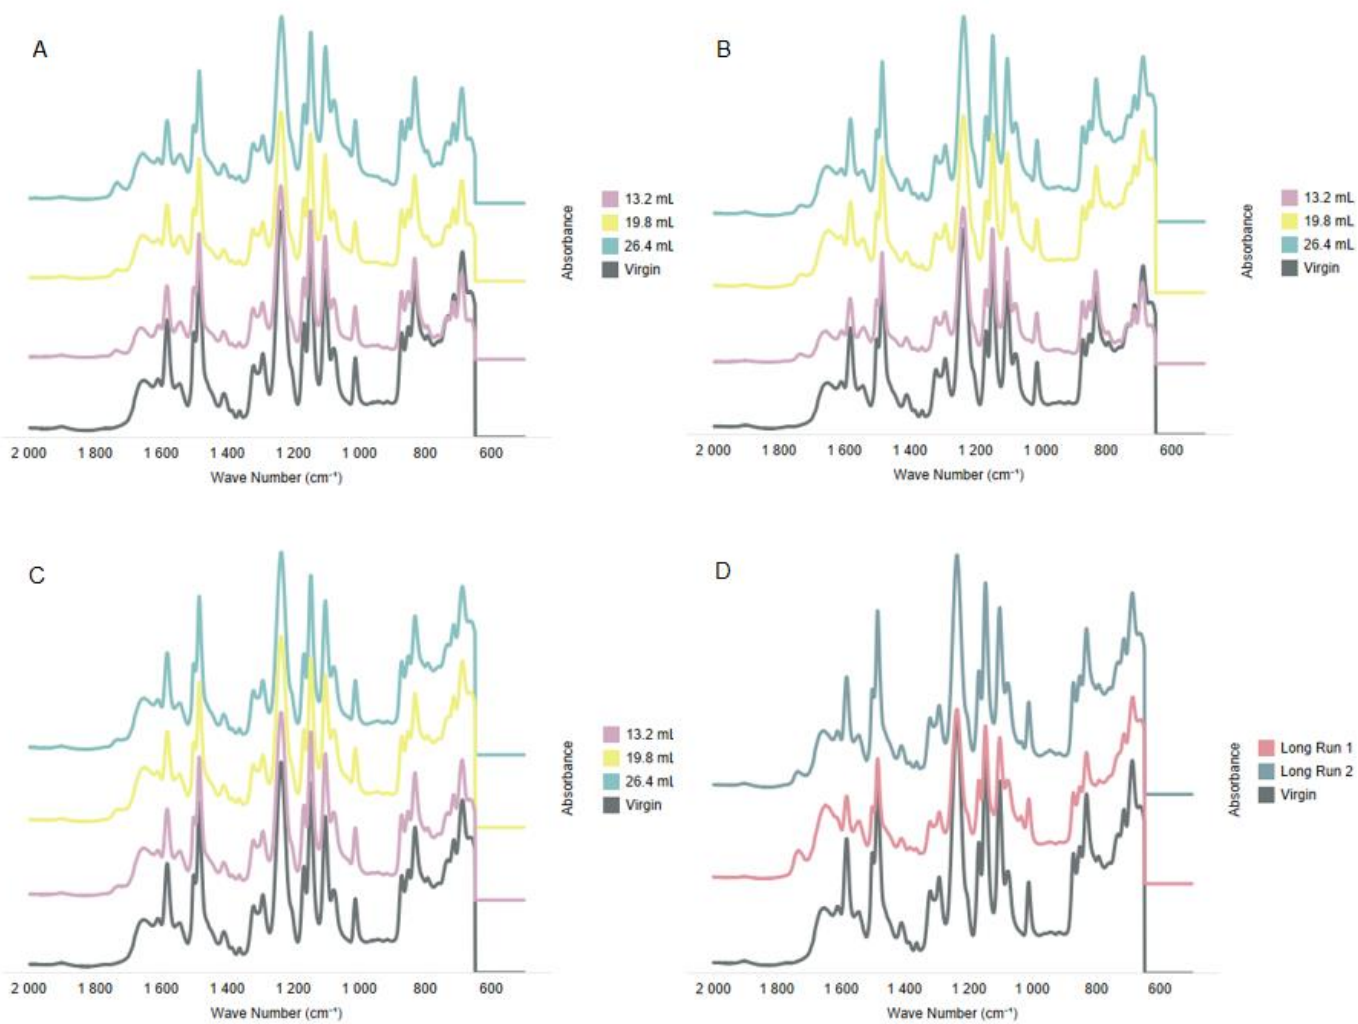 A
Absorbance
13.2 mL
19.8 mL
26.4 mL
Virgin
2 000 1 800 1 600 1 400 1 200 1 000 800 600
Wave Number (cm⁻¹)
B
Absorbance
13.2 mL
19.8 mL
26.4 mL
Virgin
2 000 1 800 1 600 1 400 1 200 1 000 800 600
Wave Number (cm⁻¹)
C
Absorbance
13.2 mL
19.8 mL
26.4 mL
Virgin
2 000 1 800 1 600 1 400 1 200 1 000 800 600
Wave Number (cm⁻¹)
D
Absorbance
Long Run 1
Long Run 2
Virgin
2 000 1 800 1 600 1 400 1 200 1 000 800 600
Wave Number (cm⁻¹)